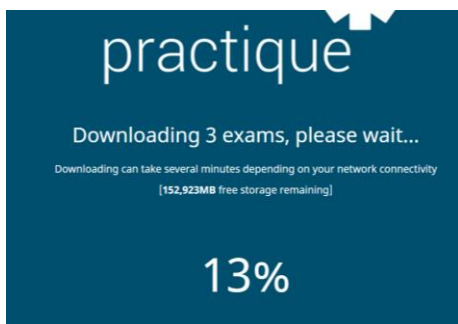 practique
Downloading 3 exams, please wait...
Downloading can take several minutes depending on your network connectivity
[152,923MB free storage remaining]
13%